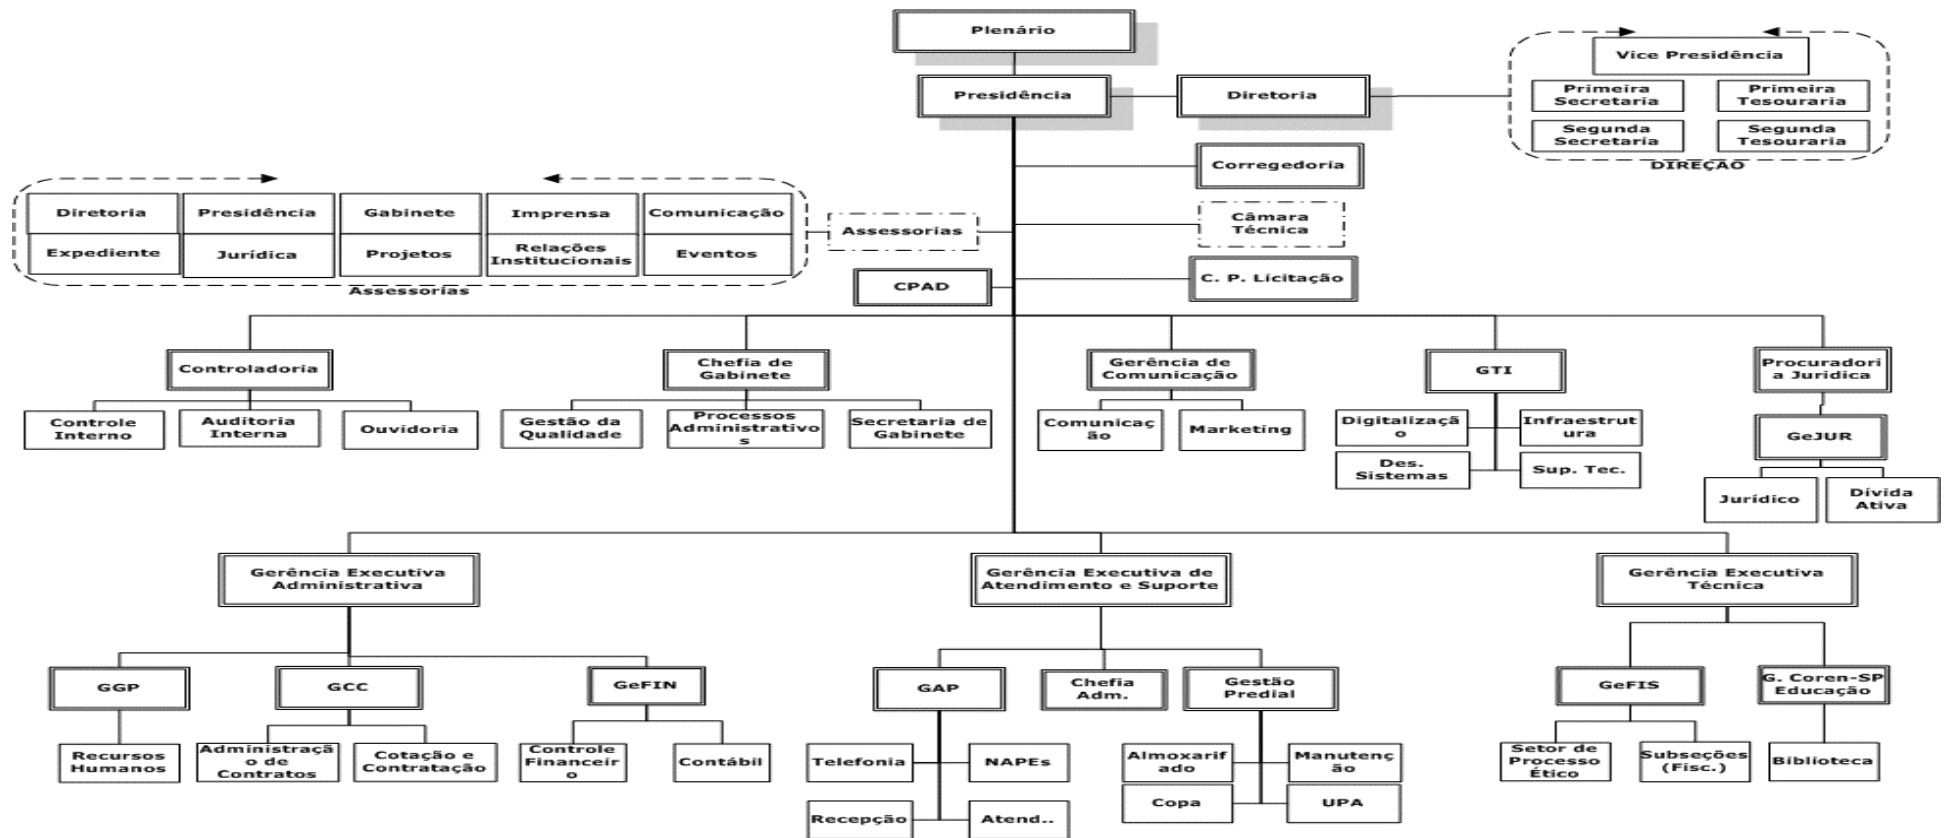 Plenário
Presidência
Diretoria
Vice Presidência
Primeira
Secretaria
Primeira
Tesouraria
Segunda
Secretaria
Segunda
Tesouraria
DIREÇÃO
Corregedoria
Câmara
Técnica
C. P. Licitação
Diretoria
Presidência
Gabinete
Imprensa
Comunicação
Expediente
Jurídica
Projetos
Relações
Institucionais
Eventos
Assessorias
Assessorias
CPAD
Controladoria
Chefia de
Gabinete
Gerência de
Comunicação
GTI
Procuradori
a Jurídica
Controle
Interno
Auditoria
Interna
Ouvidoria
Gestão da
Qualidade
Processos
Administrativo
s
Secretaria de
Gabinete
Comunicaç
ão
Marketing
Digitalizaçã
o
Infraestrut
ura
Des.
Sistemas
Sup. Tec.
GeJUR
Jurídico
Dívida
Ativa
Gerência Executiva
Administrativa
Gerência Executiva de
Atendimento e Suporte
Gerência Executiva
Técnica
GGP
GCC
GeFIN
GAP
Chefia
Adm.
Gestão
Predial
GeFIS
G. Coren-SP
Educação
Recursos
Humanos
Administraçã
o de
Contratos
Cotação e
Contratação
Controle
Financeir
o
Contábil
Telefonia
NAPEs
Recepção
Atend..
Almoxarif
ado
Manutenç
ão
Copa
UPA
Setor de
Processo
Ético
Subseções
(Fisc.)
Biblioteca